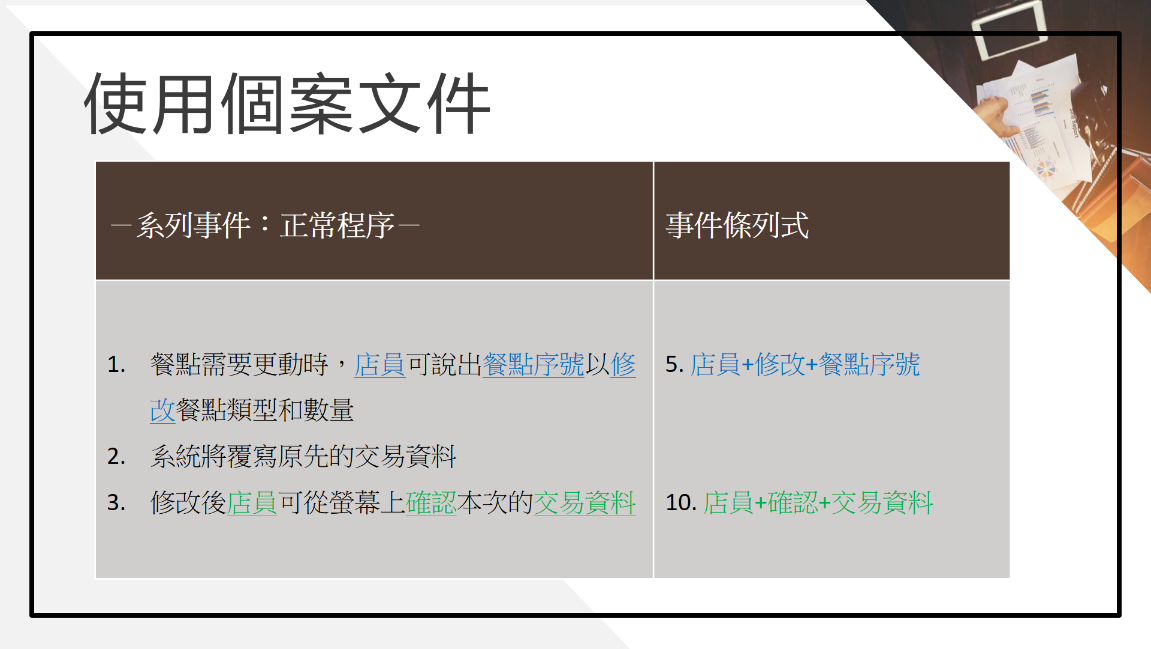 使用個案文件
－系列事件：正常程序－
事件條列式
1. 餐點需要更動時，店員可說出餐點序號以修
改餐點類型和數量
5. 店員+修改+餐點序號
2. 系統將覆寫原先的交易資料
3. 修改後店員可從螢幕上確認本次的交易資料
10. 店員+確認+交易資料